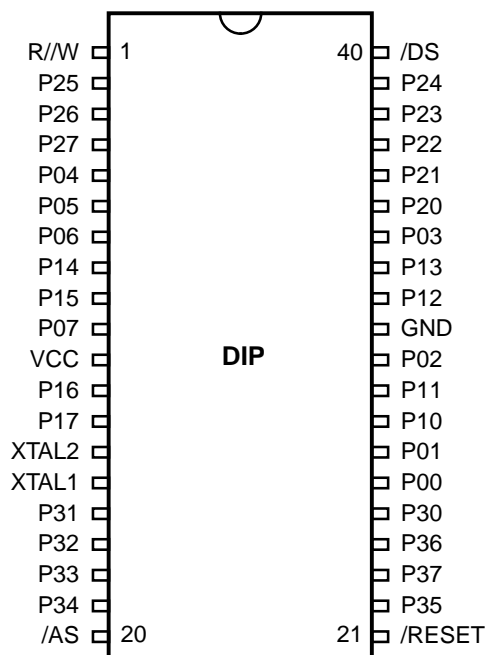 R//W 1 40 /DS
P25 P24
P26 P23
P27 P22
P04 P21
P05 P20
P06 P03
P14 P13
P15 P12
P07 GND
VCC DIP P02
P16 P11
P17 P10
XTAL2 P01
XTAL1 P00
P31 P30
P32 P36
P33 P37
P34 P35
/AS 20 21 /RESET